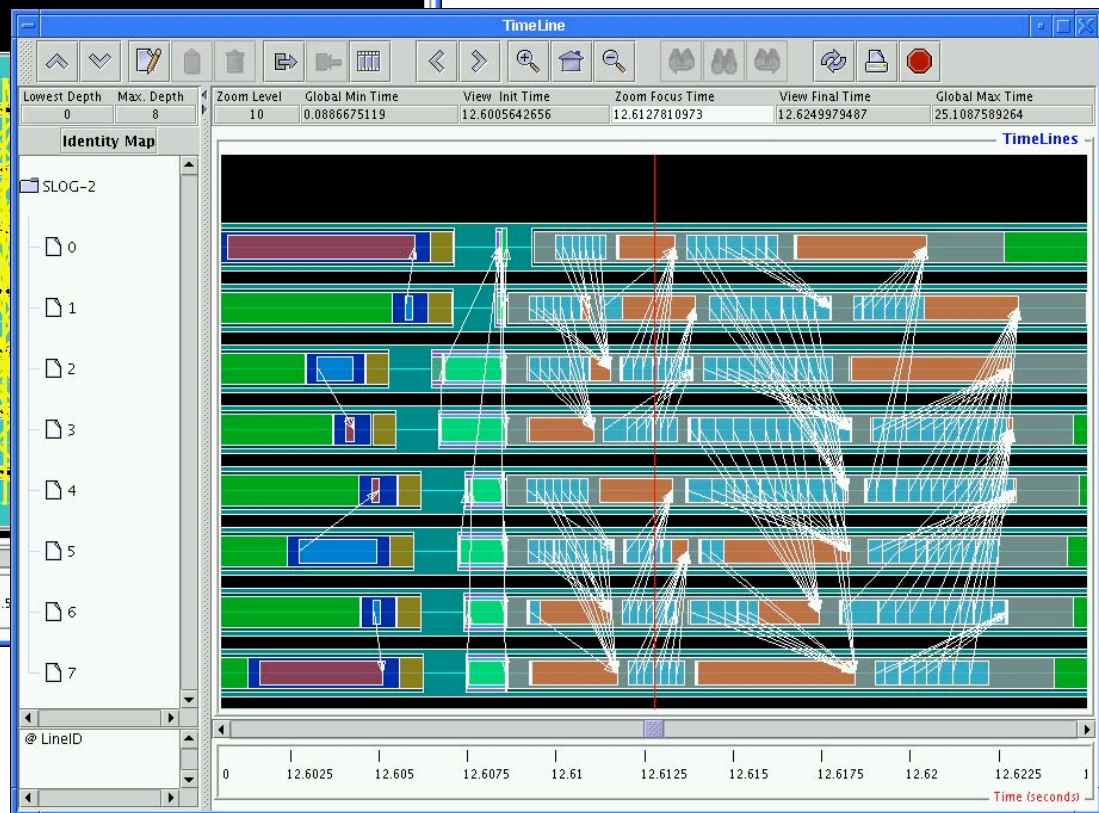 TimeLine
Lowest Depth Max. Depth Zoom Level Global Min Time View Init Time Zoom Focus Time View Final Time Global Max Time
0 8 10 0.0886675119 12.6005642656 12.6127810973 12.6249979487 25.1087589264
Identity Map
TimeLines
SLOG-2
0
1
2
3
4
5
6
7
@ LineID
0 12.6025 12.605 12.6075 12.61 12.6125 12.615 12.6175 12.62 12.6225 1
Time (seconds)
.5